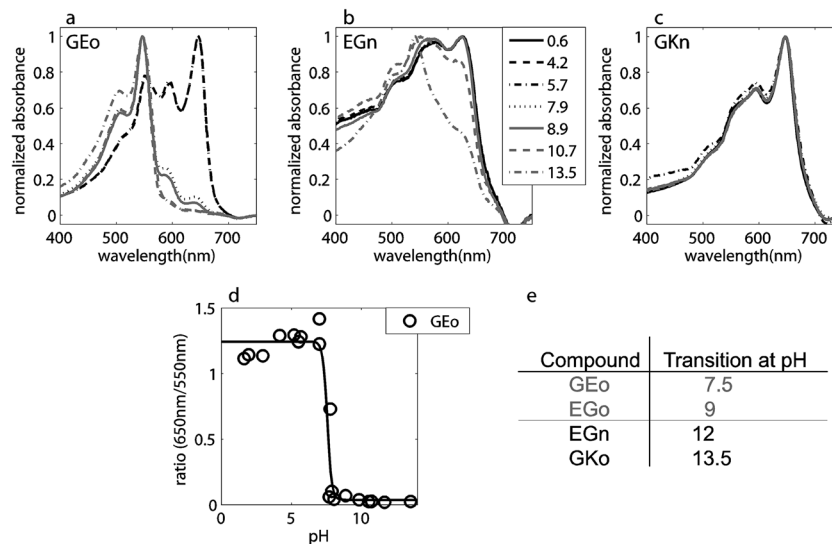 a
GEo
normalized absorbance
1
0.8
0.6
0.4
0.2
0
400 500 600 700
wavelength(nm)
b
EGn
normalized absorbance
1
0.8
0.6
0.4
0.2
0
400 500 600 700
wavelength(nm)
0.6
4.2
5.7
7.9
8.9
10.7
13.5
c
GKn
normalized absorbance
1
0.8
0.6
0.4
0.2
0
400 500 600 700
wavelength(nm)
d
GEo
ratio (650nm/550nm)
1.5
1
0.5
0
0 5 10
pH
e
Compound Transition at pH
GEo 7.5
EGo 9
EGn 12
GKo 13.5